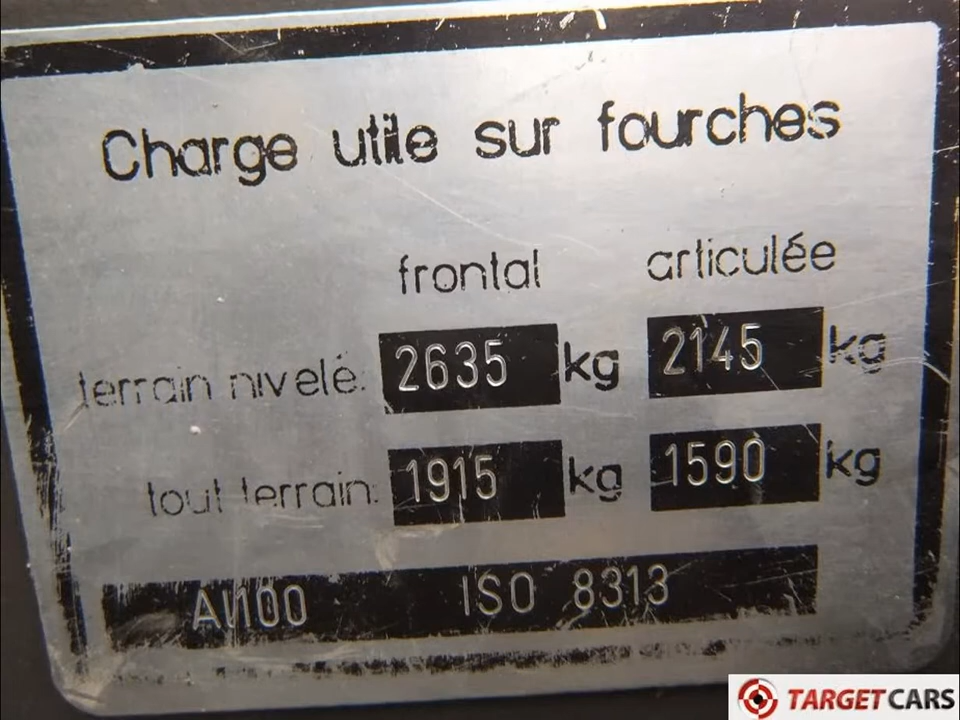 Charge utile sur fourches
frontal articulée
terrain nivelé: 2635 kg 2145 kg
tout terrain: 1915 kg 1590 kg
AL100 ISO 8313
TARGET CARS